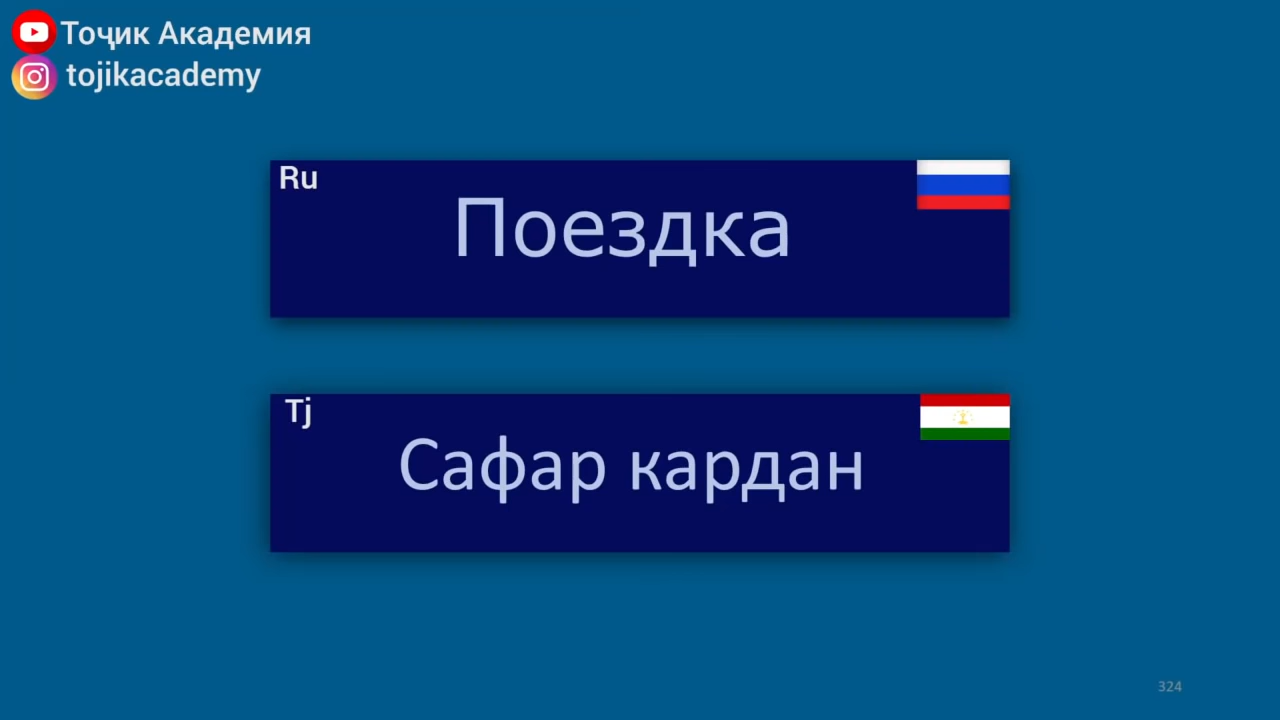 Тоҷик Академия
tojikacademy
Ru
Поездка
Tj
Сафар кардан
324